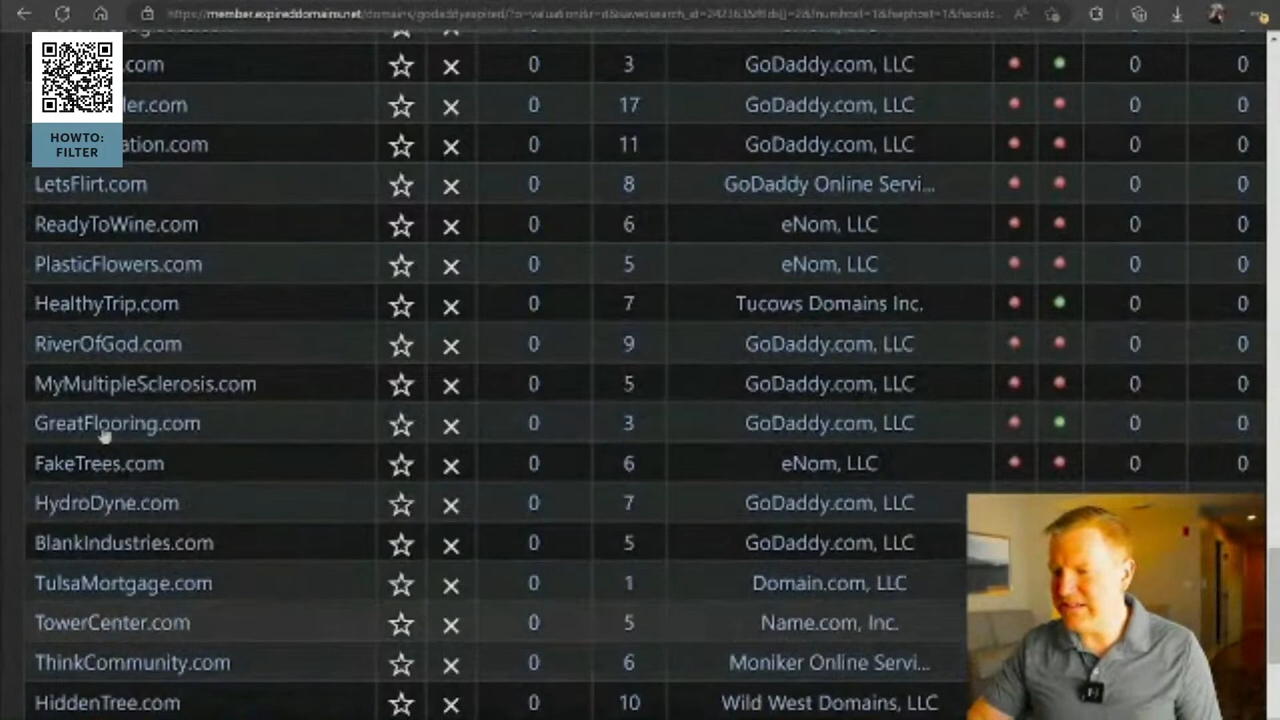 member.expireddomains.net
.com 0 3 GoDaddy.com, LLC 0 0
ler.com 0 17 GoDaddy.com, LLC 0 0
HOWTO:
FILTER
ation.com 0 11 GoDaddy.com, LLC 0 0
LetsFlirt.com 0 8 GoDaddy Online Servi... 0 0
ReadyToWine.com 0 6 eNom, LLC 0 0
PlasticFlowers.com 0 5 eNom, LLC 0 0
HealthyTrip.com 0 7 Tucows Domains Inc. 0 0
RiverOfGod.com 0 9 GoDaddy.com, LLC 0 0
MyMultipleSclerosis.com 0 5 GoDaddy.com, LLC 0 0
GreatFlooring.com 0 3 GoDaddy.com, LLC 0 0
FakeTrees.com 0 6 eNom, LLC 0 0
HydroDyne.com 0 7 GoDaddy.com, LLC
BlankIndustries.com 0 5 GoDaddy.com, LLC
TulsaMortgage.com 0 1 Domain.com, LLC
TowerCenter.com 0 5 Name.com, Inc.
ThinkCommunity.com 0 6 Moniker Online Servi...
HiddenTree.com 0 10 Wild West Domains, LLC